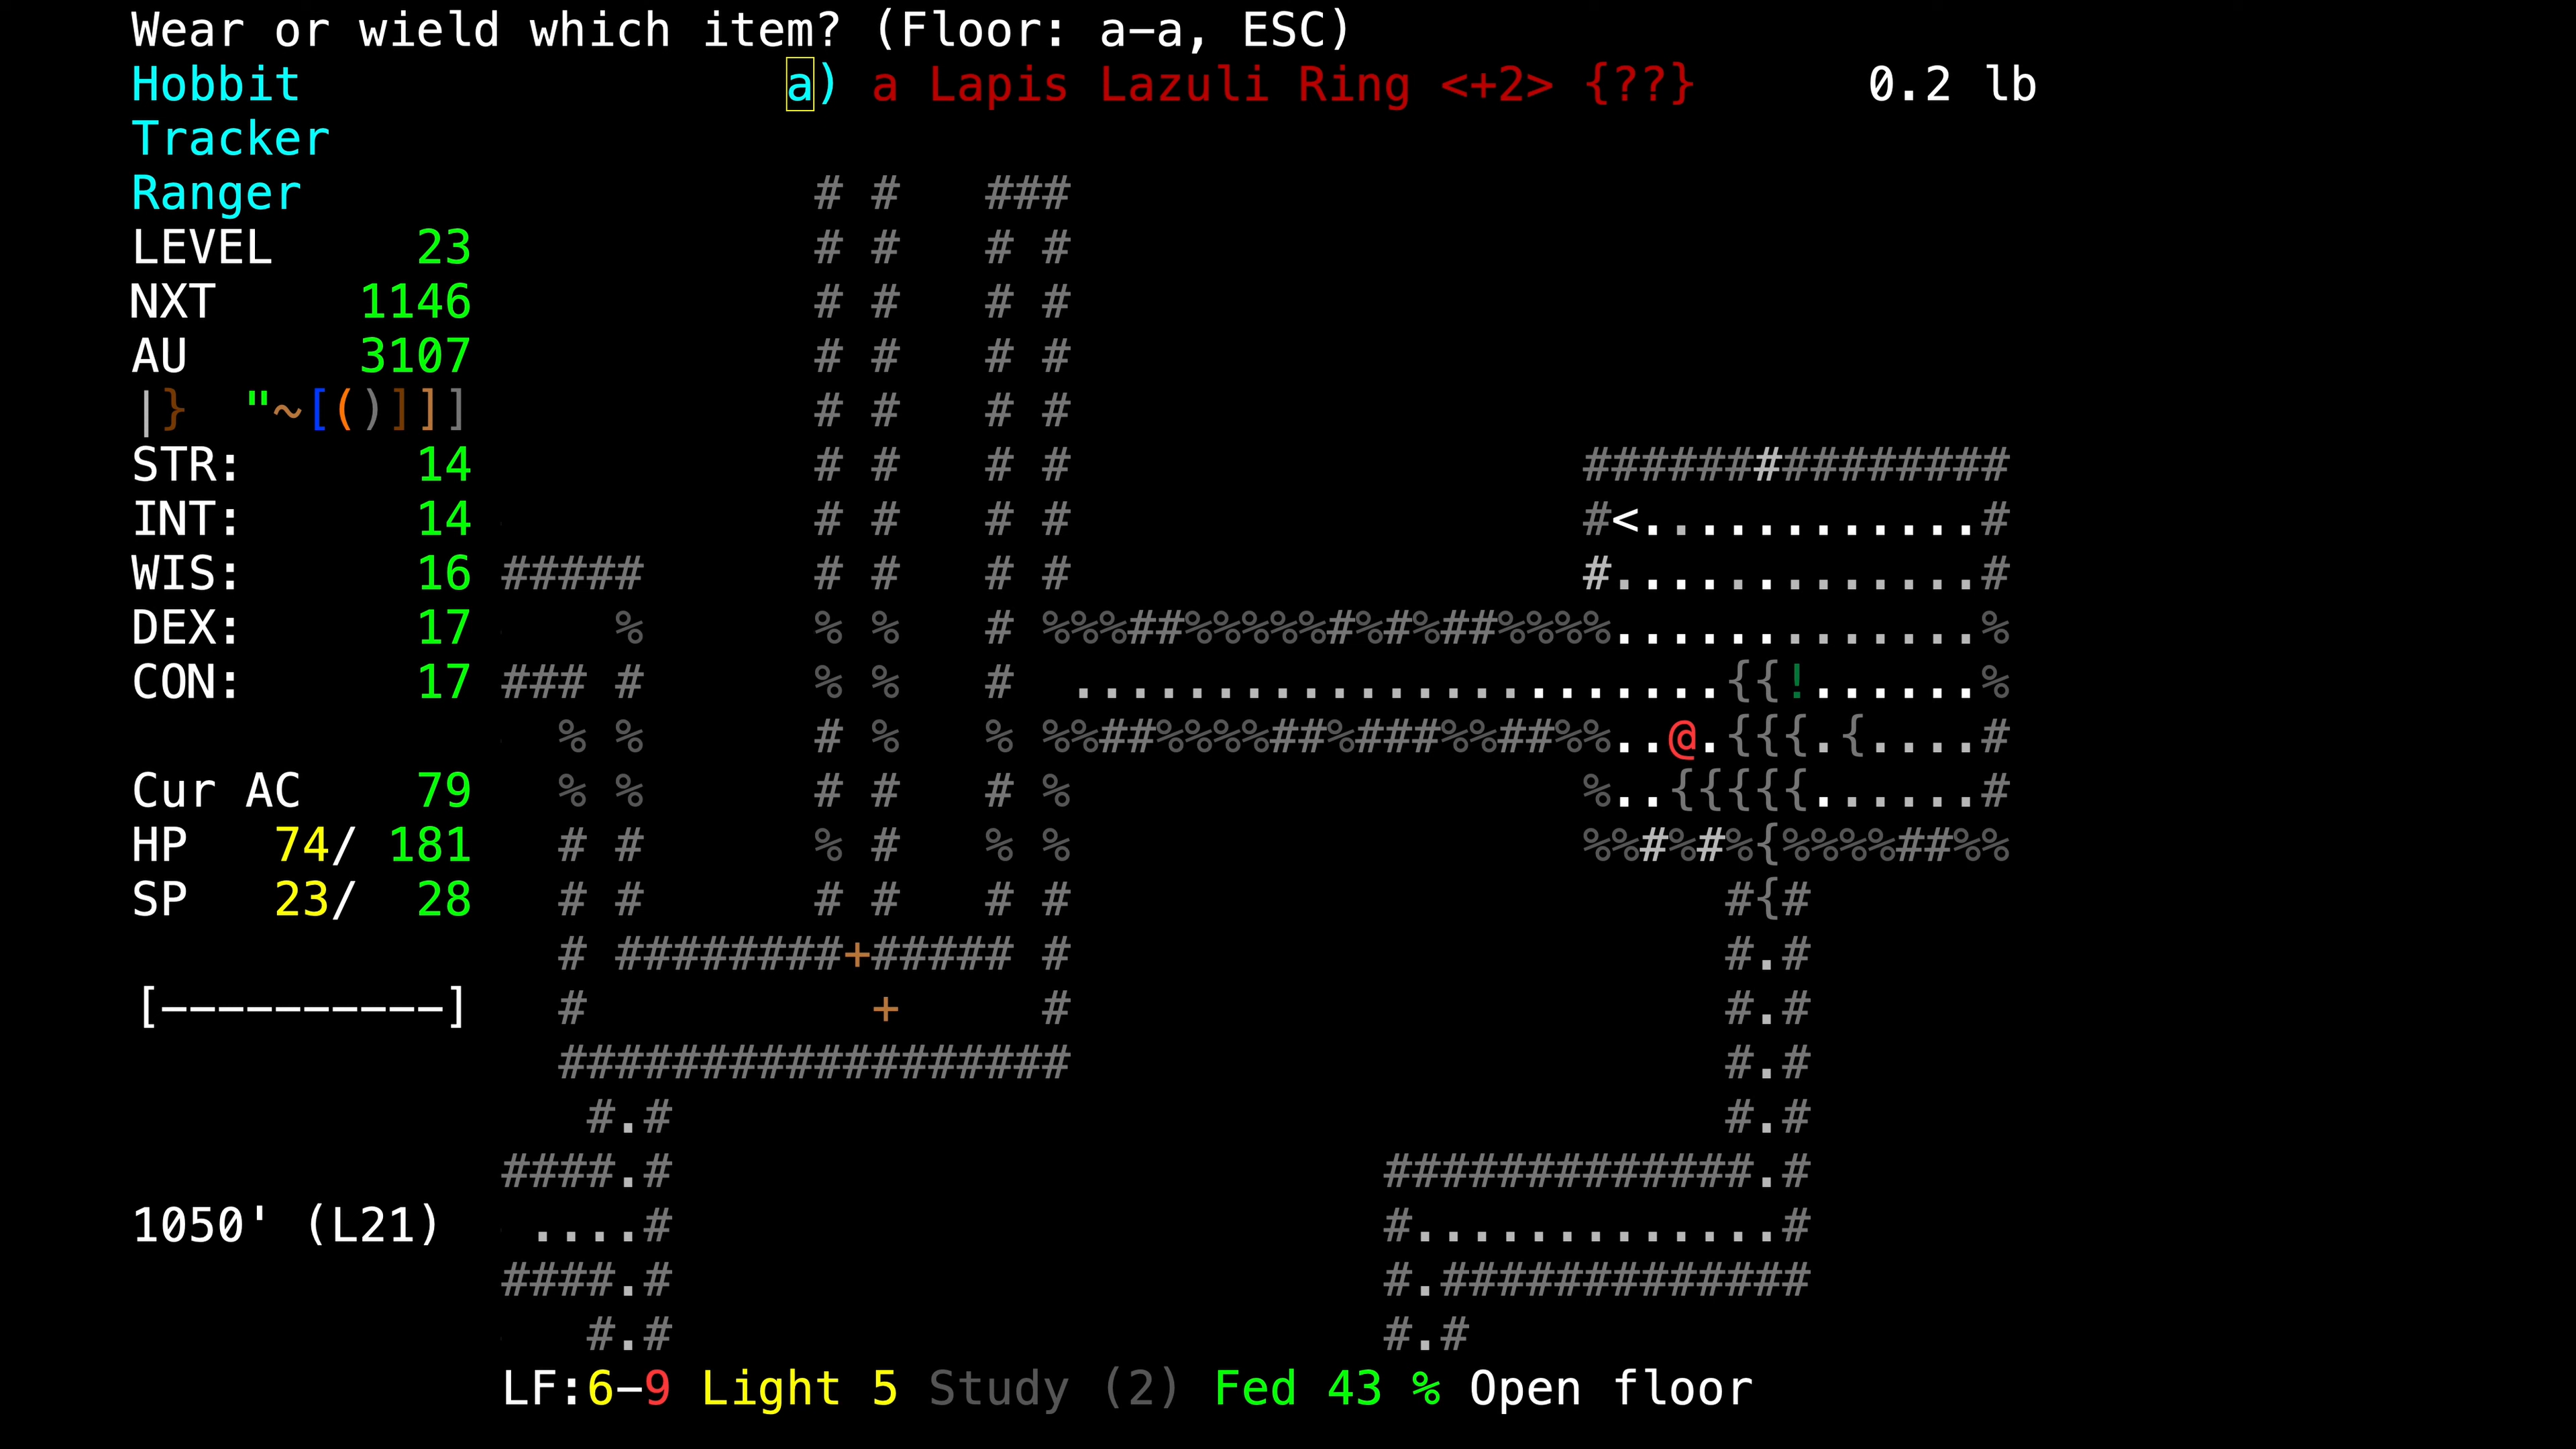 Wear or wield which item? (Floor: a-a, ESC)
Hobbit a) a Lapis Lazuli Ring <+2> {??} 0.2 lb
Tracker
Ranger # # ###
LEVEL 23 # # # #
NXT 1146 # # # #
AU 3107 # # # #
|} "~[()]]] # # # #
STR: 14 # # # # ###############
INT: 14 # # # # #<............#
WIS: 16 ##### # # # # #.............#
DEX: 17 % % % # %%%##%%%%%#%#%##%%%%.............%
CON: 17 ### # % % # .......................{{!......%
% % # % % %%##%%%%##%###%%##%%..@.{{{.{....#
Cur AC 79 % % # # # % %..{{{{{......#
HP 74/ 181 # # % # % % %%#%#%{%%%%##%%
SP 23/ 28 # # # # # # #{#
# ########+##### # #.#
[----------] # + # #.#
################## #.#
#.# #.#
####.# #############.#
1050' (L21) ....# #.............#
####.# #.#############
#.# #.#
LF:6-9 Light 5 Study (2) Fed 43 % Open floor